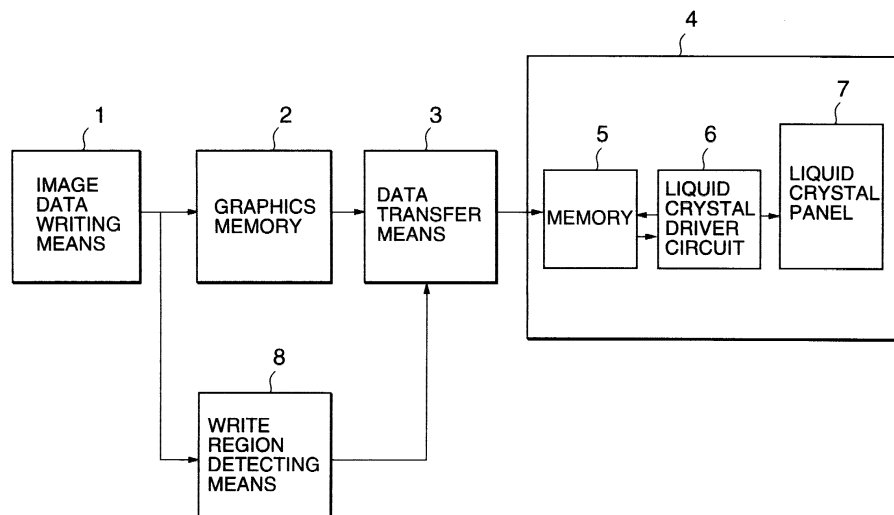 4
1
2
3
7
5
6
IMAGE
DATA
WRITING
MEANS
GRAPHICS
MEMORY
DATA
TRANSFER
MEANS
MEMORY
LIQUID
CRYSTAL
DRIVER
CIRCUIT
LIQUID
CRYSTAL
PANEL
8
WRITE
REGION
DETECTING
MEANS